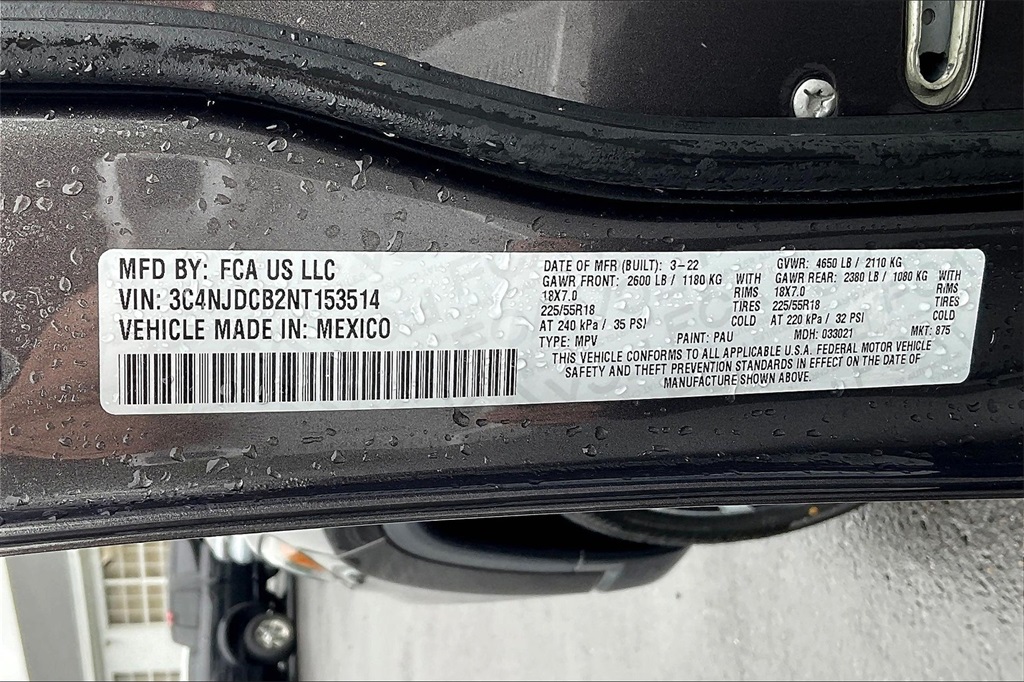 MFD BY: FCA US LLC
VIN: 3C4NJDCB2NT153514
VEHICLE MADE IN: MEXICO
DATE OF MFR (BUILT): 3-22
GAWR FRONT: 2600 LB / 1180 KG WITH
18X7.0 RIMS
225/55R18 TIRES
AT 240 kPa / 35 PSI COLD
GVWR: 4650 LB / 2110 KG
GAWR REAR: 2380 LB / 1080 KG WITH
18X7.0 RIMS
225/55R18 TIRES
AT 220 kPa / 32 PSI COLD
TYPE: MPV PAINT: PAU MDH: 033021 MKT: 875
THIS VEHICLE CONFORMS TO ALL APPLICABLE U.S.A. FEDERAL MOTOR VEHICLE
SAFETY AND THEFT PREVENTION STANDARDS IN EFFECT ON THE DATE OF
MANUFACTURE SHOWN ABOVE.